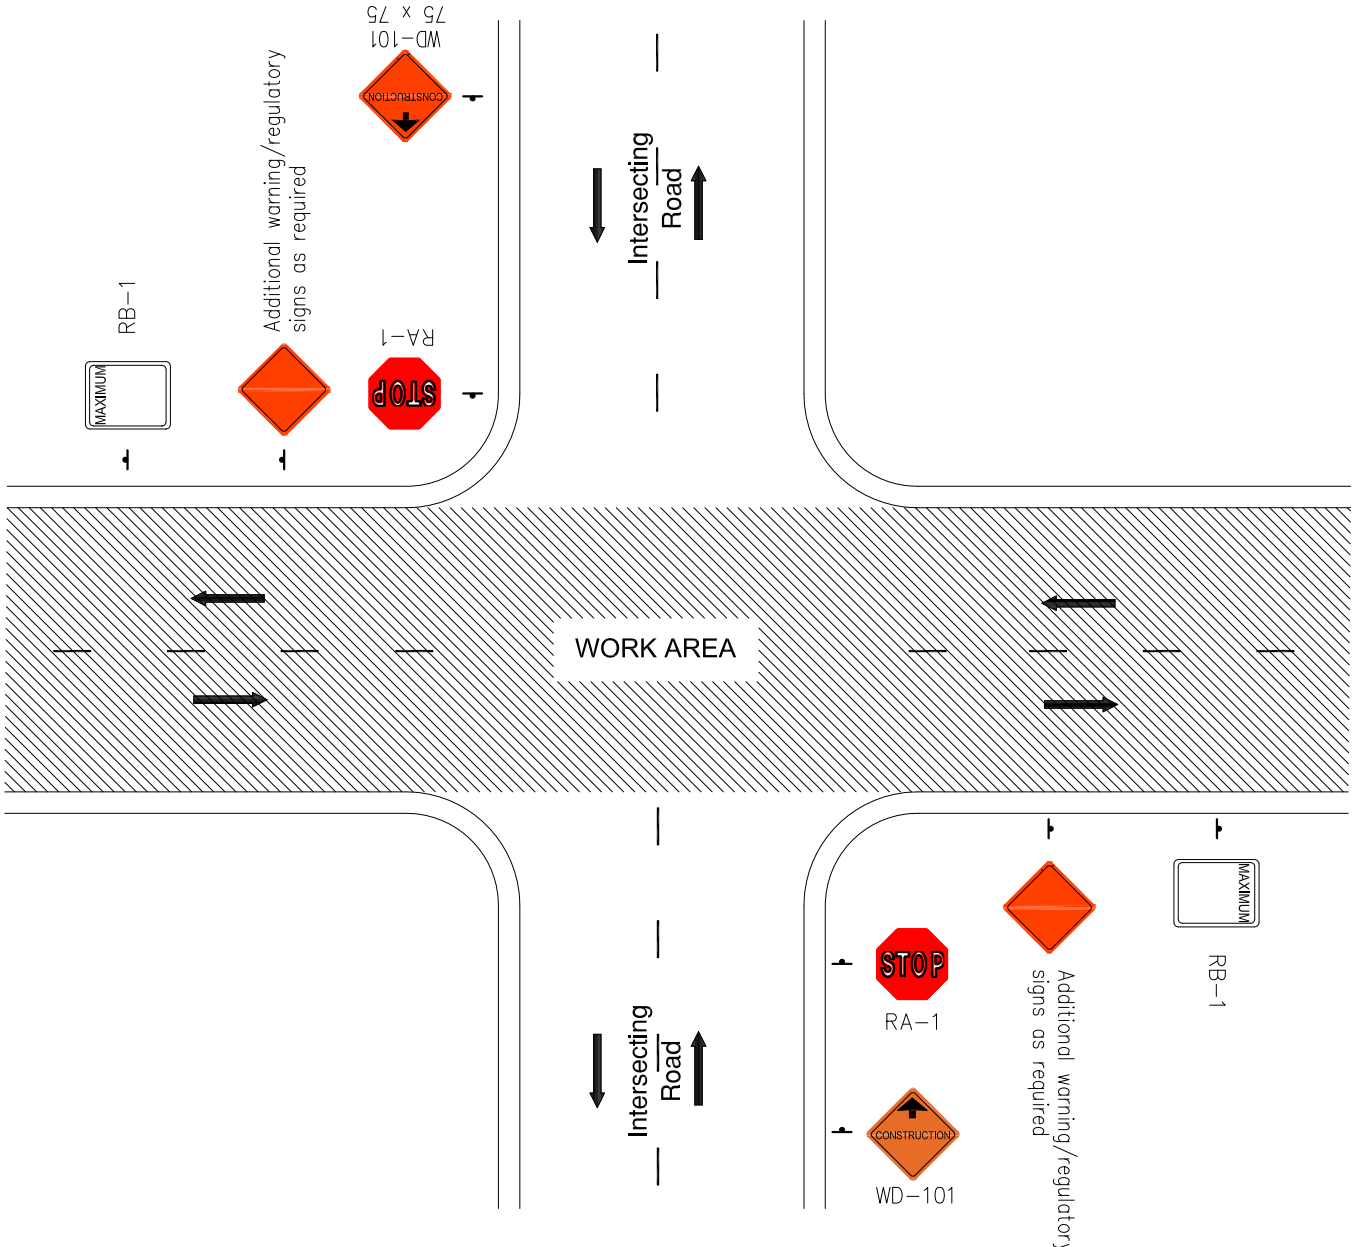 WD-101
75 x 75
CONSTRUCTION
Additional warning/regulatory
signs as required
Intersecting
Road
RB-1
MAXIMUM
RA-1
STOP
WORK AREA
MAXIMUM
RB-1
STOP
RA-1
Additional warning/regulatory
signs as required
Intersecting
Road
CONSTRUCTION
WD-101